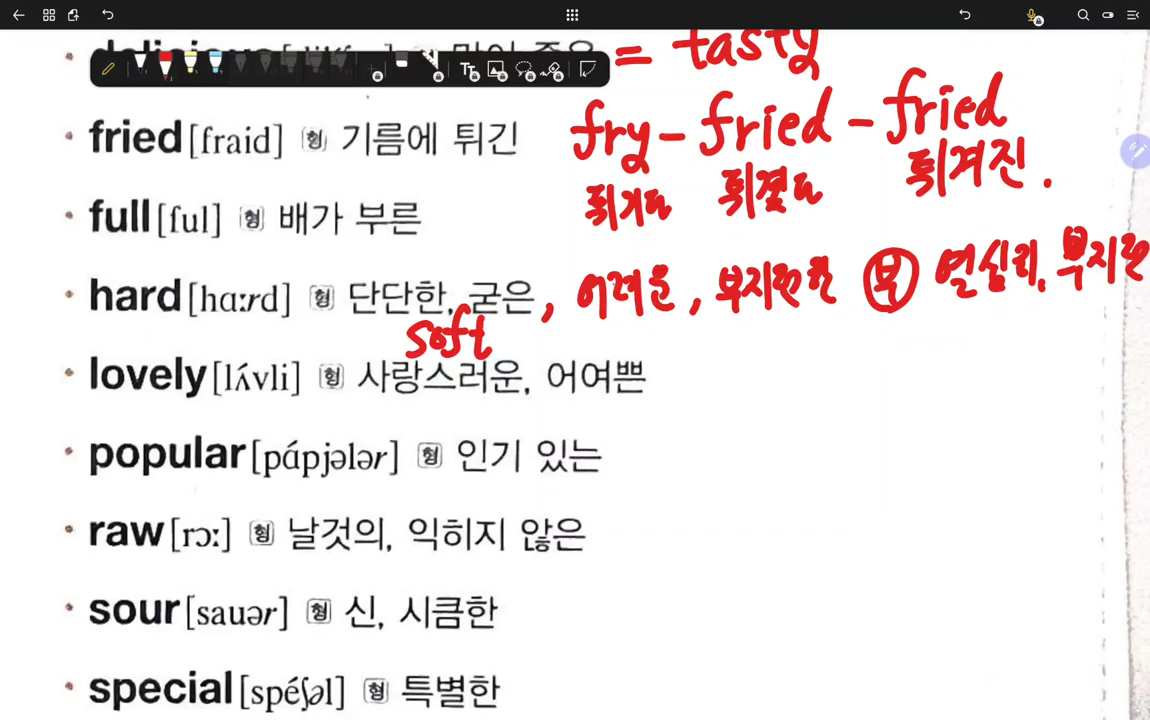 = tasty
fried[fraid] 형 기름에 튀긴 fry - fried - fried
튀기다 튀겼다 튀겨진.
full[ful] 형 배가 부른
hard[hɑːrd] 형 단단한, 굳은, 어려운, 부지런한 부 열심히, 부지런
soft
lovely[lʌ́vli] 형 사랑스러운, 어여쁜
popular[pɑ́pjələr] 형 인기 있는
raw[rɔː] 형 날것의, 익히지 않은
sour[sauər] 형 신, 시큼한
special[spéʃəl] 형 특별한